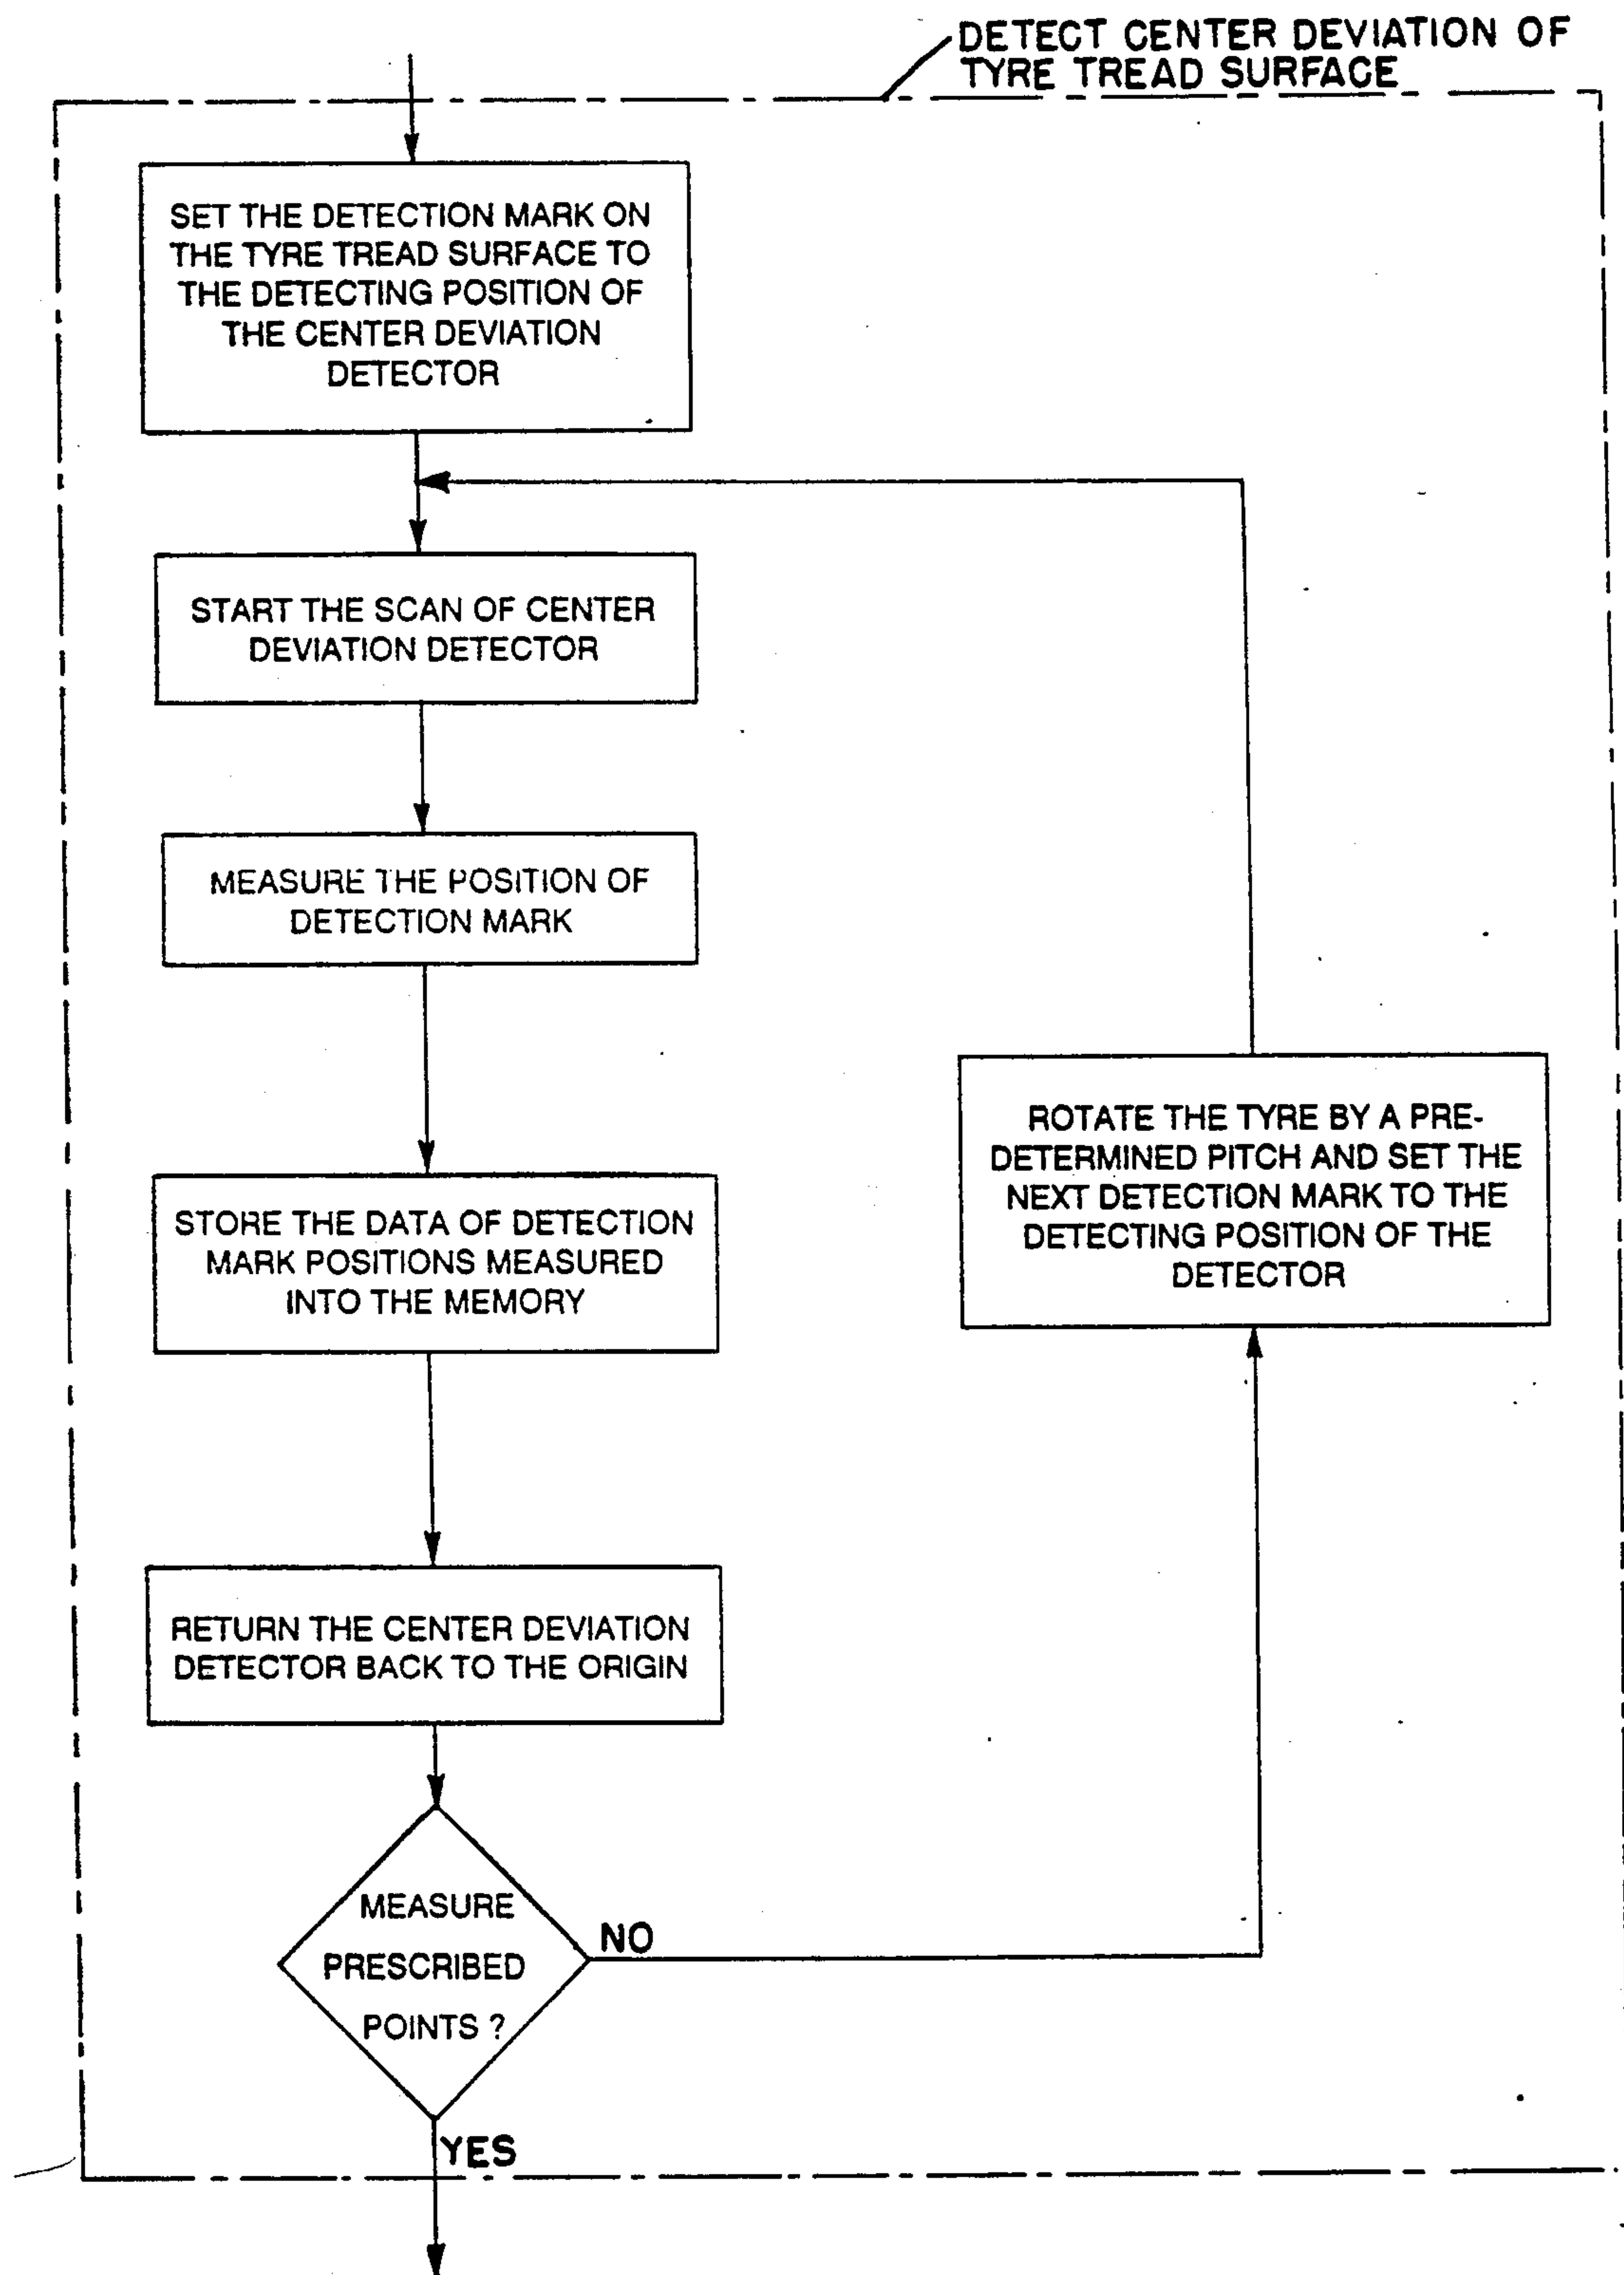 DETECT CENTER DEVIATION OF
TYRE TREAD SURFACE
SET THE DETECTION MARK ON
THE TYRE TREAD SURFACE TO
THE DETECTING POSITION OF
THE CENTER DEVIATION
DETECTOR
START THE SCAN OF CENTER
DEVIATION DETECTOR
MEASURE THE POSITION OF
DETECTION MARK
STORE THE DATA OF DETECTION
MARK POSITIONS MEASURED
INTO THE MEMORY
ROTATE THE TYRE BY A PRE-
DETERMINED PITCH AND SET THE
NEXT DETECTION MARK TO THE
DETECTING POSITION OF THE
DETECTOR
RETURN THE CENTER DEVIATION
DETECTOR BACK TO THE ORIGIN
MEASURE
PRESCRIBED
POINTS ?
NO
YES